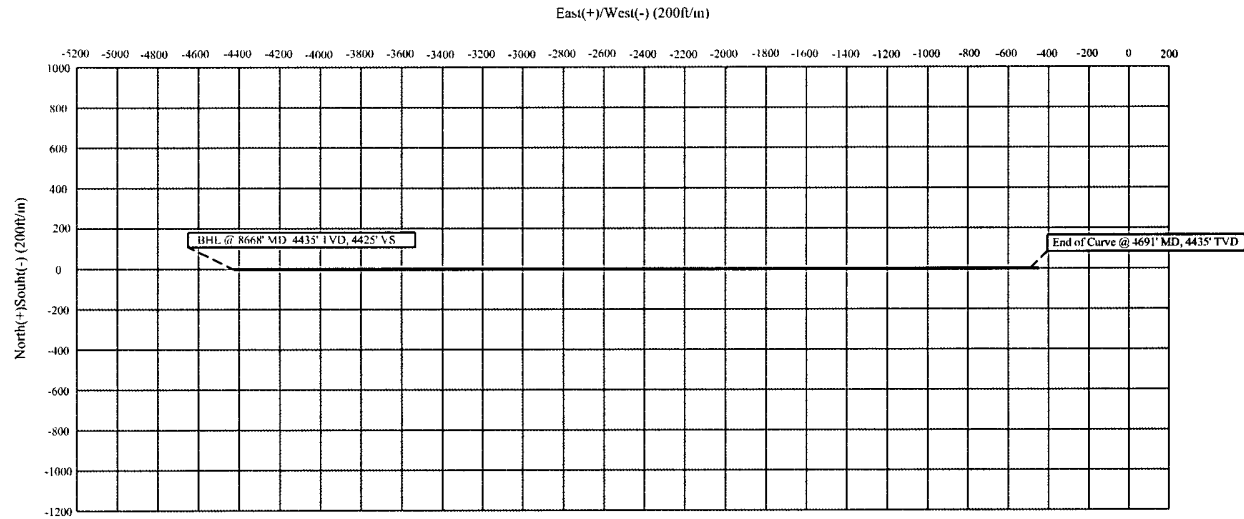 East(+)/West(-) (200ft/in)
-5200 -5000 -4800 -4600 -4400 -4200 -4000 -3800 -3600 -3400 -3200 -3000 -2800 -2600 -2400 -2200 -2000 -1800 -1600 -1400 -1200 -1000 -800 -600 -400 -200 0 200
1000
800
600
400
200
BHL @ 8668' MD, 4435' TVD, 4425' VS
End of Curve @ 4691' MD, 4435' TVD
0
North(+)Souht(-) (200ft/in)
-200
-400
-600
-800
-1000
-1200